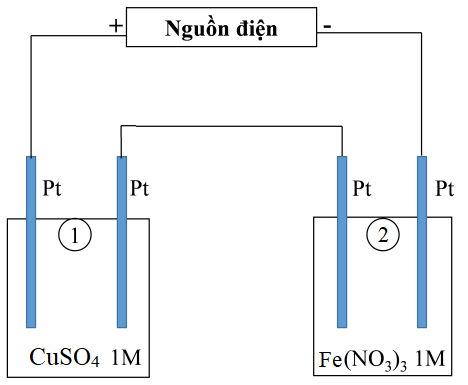 + Nguồn điện -
Pt Pt Pt Pt
1 2
CuSO₄ 1M Fe(NO₃)₃ 1M